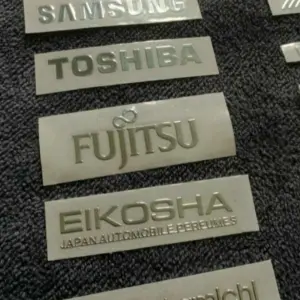 SAMSUNG
TOSHIBA
FUJITSU
EIKOSHA
JAPAN AUTOMOBILE PERFUMES